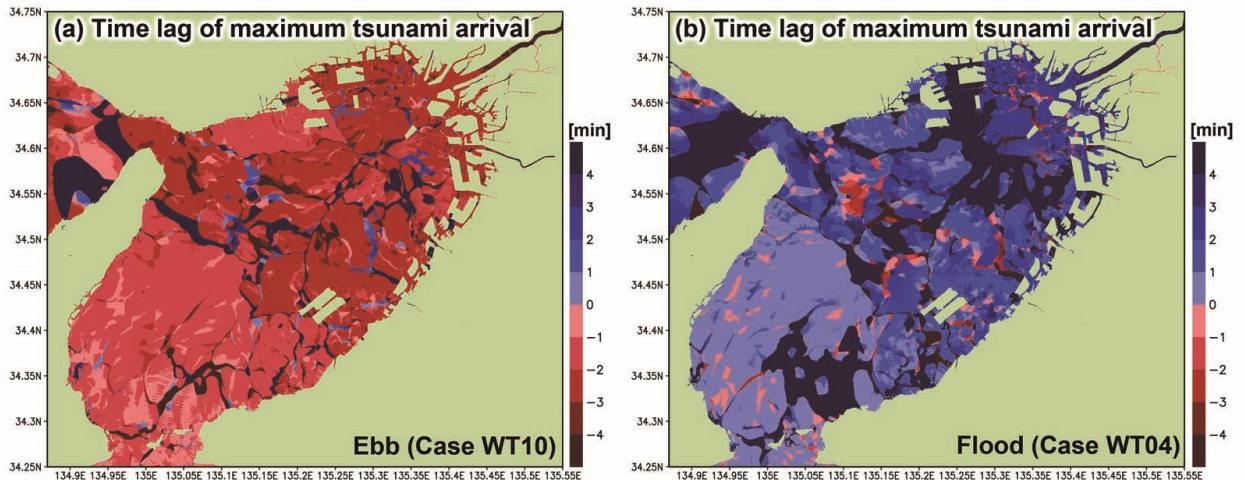 (a) Time lag of maximum tsunami arrival
34.75N
34.7N
34.65N
34.6N
34.55N
34.5N
34.45N
34.4N
34.35N
34.3N
34.25N
134.9E 134.95E 135E 135.05E 135.1E 135.15E 135.2E 135.25E 135.3E 135.35E 135.4E 135.45E 135.5E 135.55E
Ebb (Case WT10)
[min]
4
3
2
1
0
−1
−2
−3
−4
(b) Time lag of maximum tsunami arrival
34.75N
34.7N
34.65N
34.6N
34.55N
34.5N
34.45N
34.4N
34.35N
34.3N
34.25N
134.9E 134.95E 135E 135.05E 135.1E 135.15E 135.2E 135.25E 135.3E 135.35E 135.4E 135.45E 135.5E 135.55E
Flood (Case WT04)
[min]
4
3
2
1
0
−1
−2
−3
−4